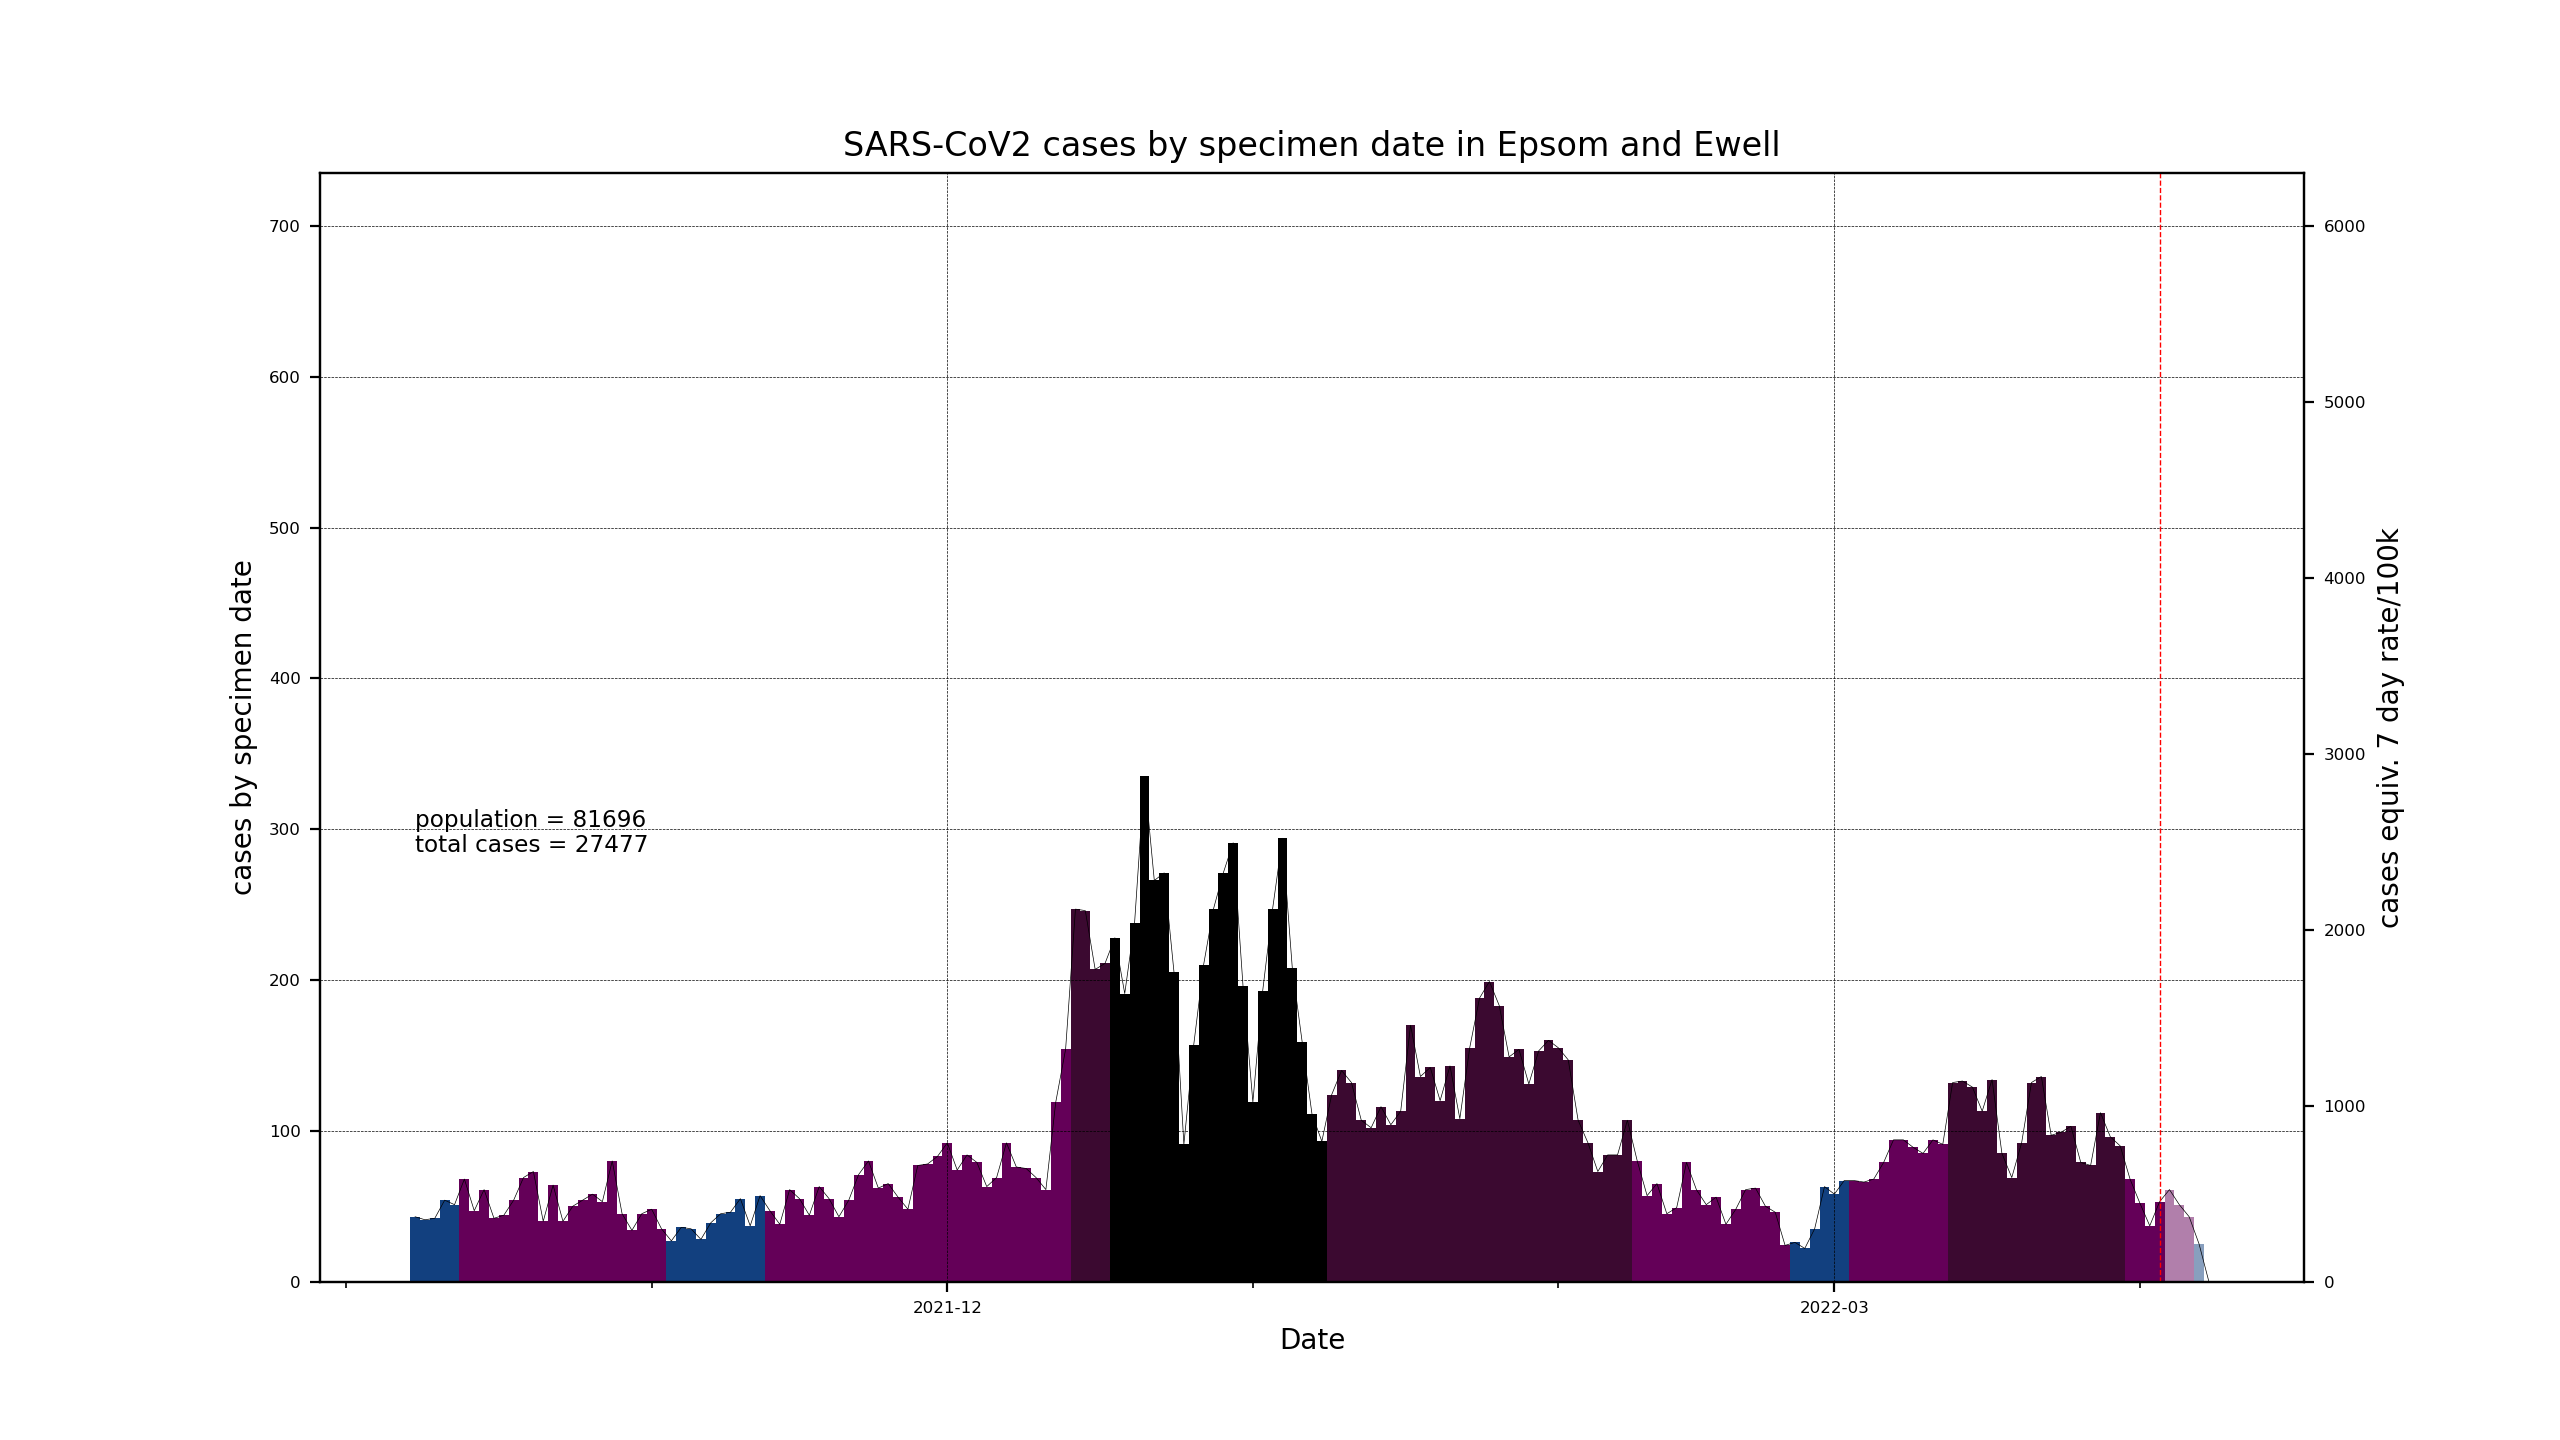 SARS-CoV2 cases by specimen date in Epsom and Ewell
700
600
500
400
300
200
100
0
cases by specimen date
population = 81696
total cases = 27477
6000
5000
4000
3000
2000
1000
0
cases equiv. 7 day rate/100k
2021-12
2022-03
Date